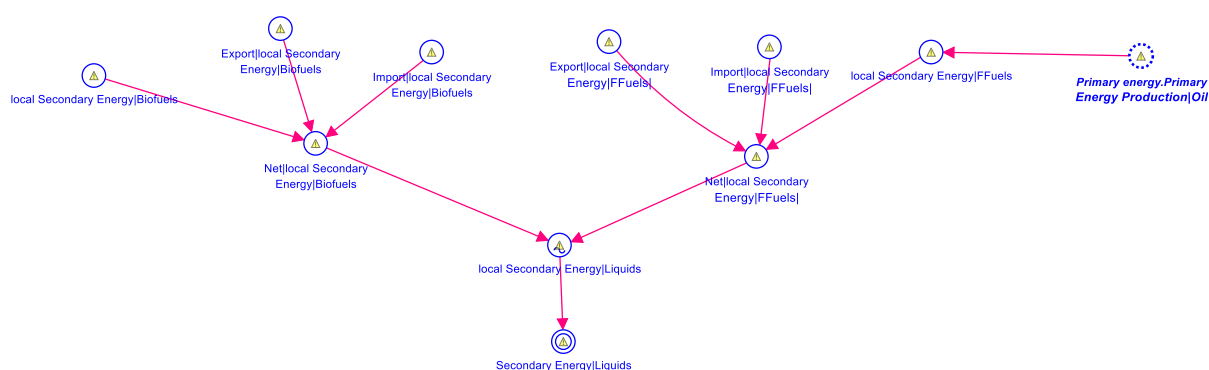 Export|local Secondary
Energy|Biofuels
Import|local Secondary
Energy|Biofuels
local Secondary Energy|Biofuels
Export|local Secondary
Energy|FFuels|
Import|local Secondary
Energy|FFuels|
local Secondary Energy|FFuels
Primary energy.Primary
Energy Production|Oil
Net|local Secondary
Energy|Biofuels
Net|local Secondary
Energy|FFuels|
local Secondary Energy|Liquids
Secondary Energy|Liquids